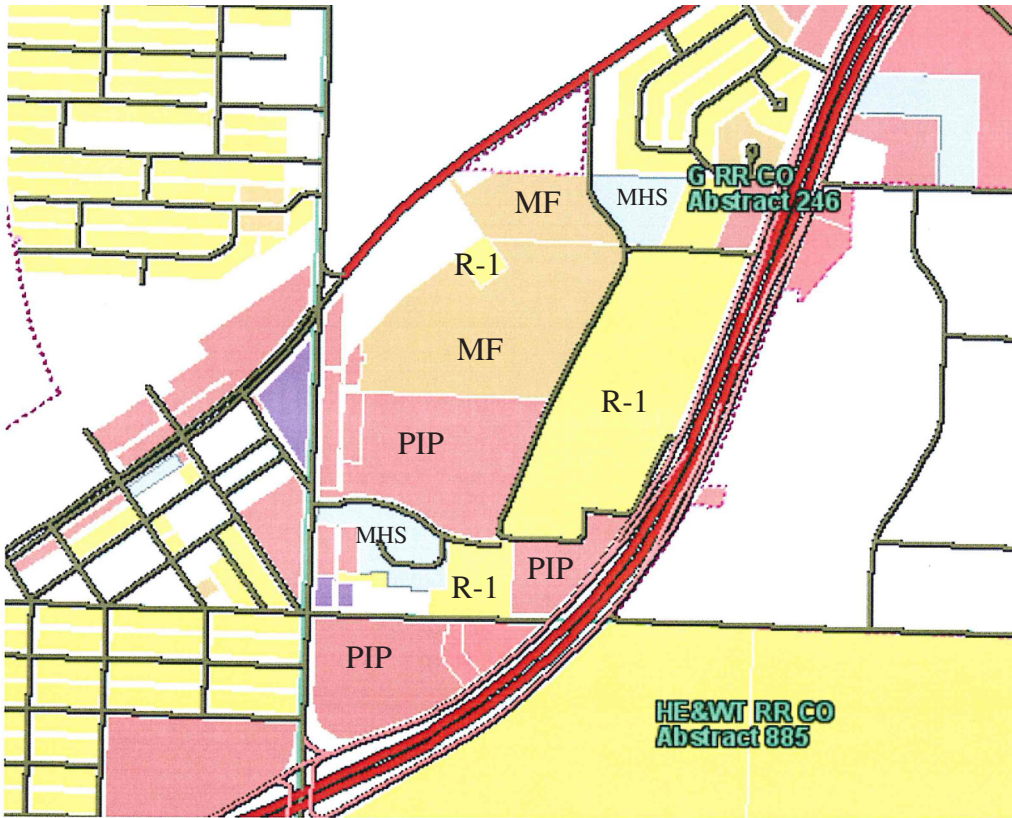 MF
MHS
G RR CO
Abstract 246
R-1
MF
R-1
PIP
MHS
R-1
PIP
PIP
HE&WT RR CO
Abstract 885